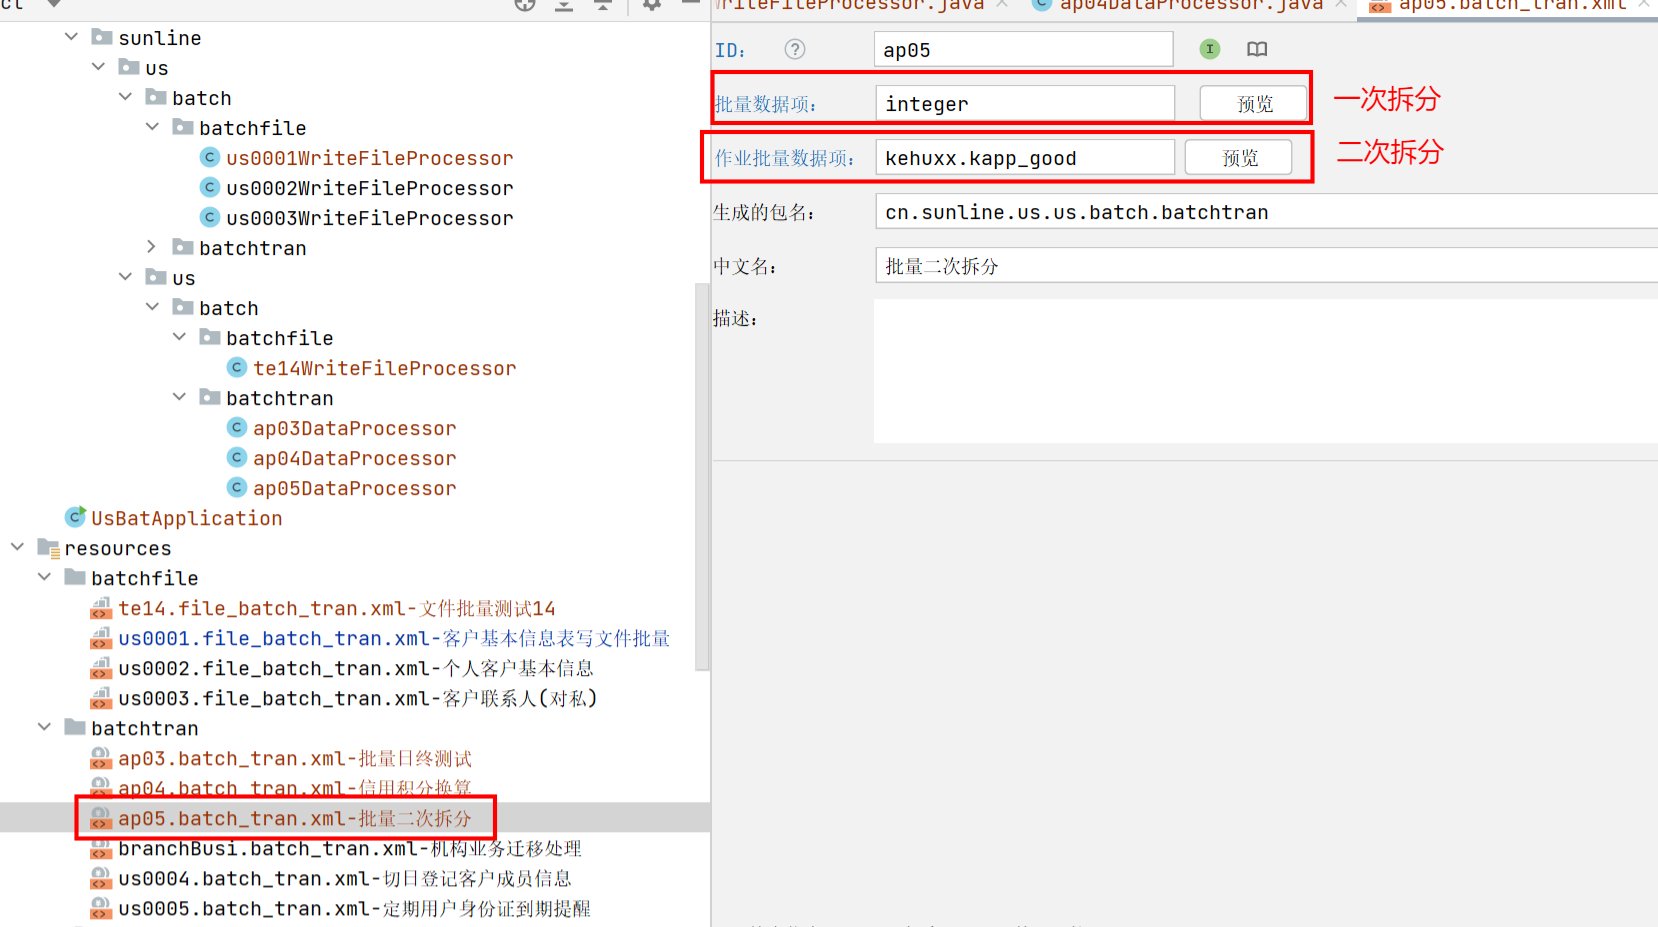 ct
sunline
us
batch
batchfile
us0001WriteFileProcessor
us0002WriteFileProcessor
us0003WriteFileProcessor
batchtran
us
batch
batchfile
te14WriteFileProcessor
batchtran
ap03DataProcessor
ap04DataProcessor
ap05DataProcessor
UsBatApplication
resources
batchfile
te14.file_batch_tran.xml-文件批量测试14
us0001.file_batch_tran.xml-客户基本信息表写文件批量
us0002.file_batch_tran.xml-个人客户基本信息
us0003.file_batch_tran.xml-客户联系人(对私)
batchtran
ap03.batch_tran.xml-批量日终测试
ap04.batch_tran.xml-信用积分换算
ap05.batch_tran.xml-批量二次拆分
branchBusi.batch_tran.xml-机构业务迁移处理
us0004.batch_tran.xml-切日登记客户成员信息
us0005.batch_tran.xml-定期用户身份证到期提醒
riteFileProcessor.java
ap04DataProcessor.java
ap05.batch_tran.xml
ID:
ap05
批量数据项:
integer
预览
一次拆分
作业批量数据项:
kehuxx.kapp_good
预览
二次拆分
生成的包名:
cn.sunline.us.us.batch.batchtran
中文名:
批量二次拆分
描述: